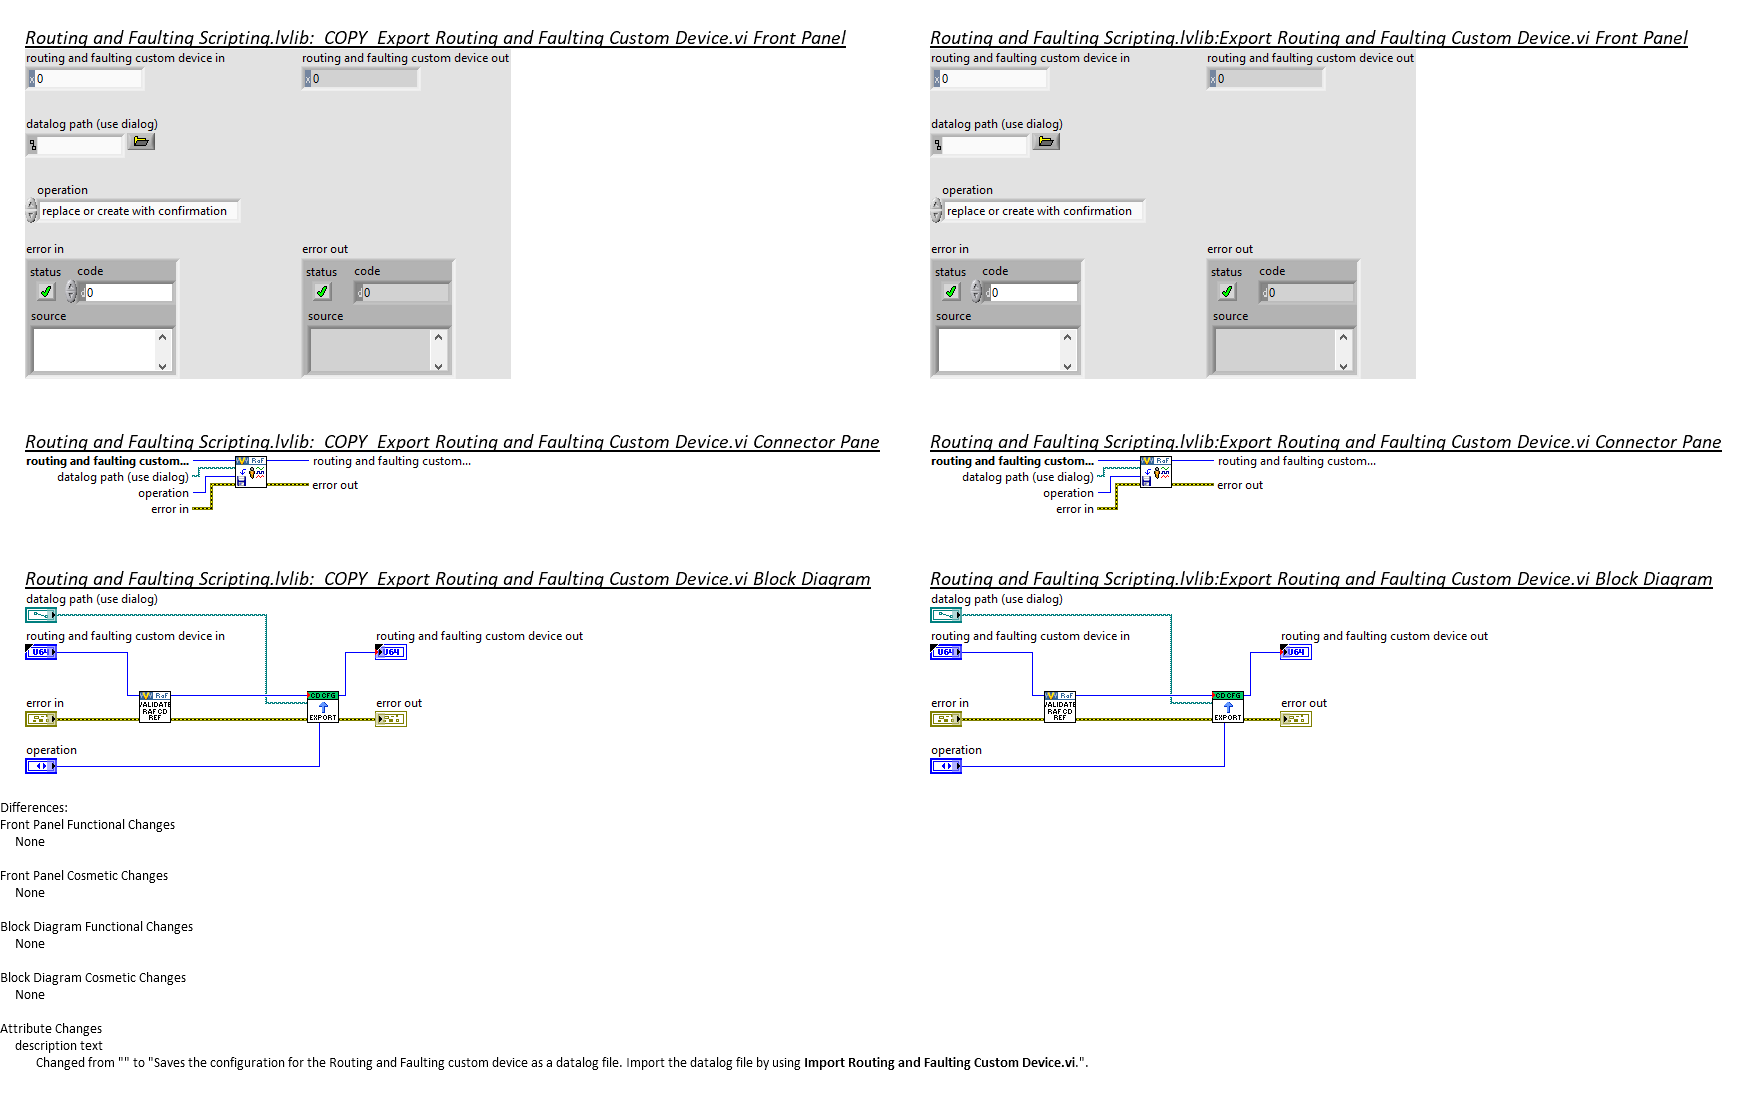 Routing and Faulting Scripting.lvlib:  COPY  Export Routing and Faulting Custom Device.vi Front Panel
routing and faulting custom device in
routing and faulting custom device out
x 0
x 0
datalog path (use dialog)
operation
replace or create with confirmation
error in
error out
status code
status code
d 0
d 0
source
source
Routing and Faulting Scripting.lvlib:Export Routing and Faulting Custom Device.vi Front Panel
routing and faulting custom device in
routing and faulting custom device out
x 0
x 0
datalog path (use dialog)
operation
replace or create with confirmation
error in
error out
status code
status code
d 0
d 0
source
source
Routing and Faulting Scripting.lvlib:  COPY  Export Routing and Faulting Custom Device.vi Connector Pane
routing and faulting custom...
datalog path (use dialog)
operation
error in
RaF
routing and faulting custom...
error out
Routing and Faulting Scripting.lvlib:Export Routing and Faulting Custom Device.vi Connector Pane
routing and faulting custom...
datalog path (use dialog)
operation
error in
RaF
routing and faulting custom...
error out
Routing and Faulting Scripting.lvlib:  COPY  Export Routing and Faulting Custom Device.vi Block Diagram
datalog path (use dialog)
routing and faulting custom device in
U64
routing and faulting custom device out
U64
error in
RaF
VALIDATE
RAF CD
REF
CD CFG
EXPORT
error out
operation
Routing and Faulting Scripting.lvlib:Export Routing and Faulting Custom Device.vi Block Diagram
datalog path (use dialog)
routing and faulting custom device in
U64
routing and faulting custom device out
U64
error in
RaF
VALIDATE
RAF CD
REF
CD CFG
EXPORT
error out
operation
Differences:
Front Panel Functional Changes
None
Front Panel Cosmetic Changes
None
Block Diagram Functional Changes
None
Block Diagram Cosmetic Changes
None
Attribute Changes
description text
Changed from "" to "Saves the configuration for the Routing and Faulting custom device as a datalog file. Import the datalog file by using Import Routing and Faulting Custom Device.vi.".